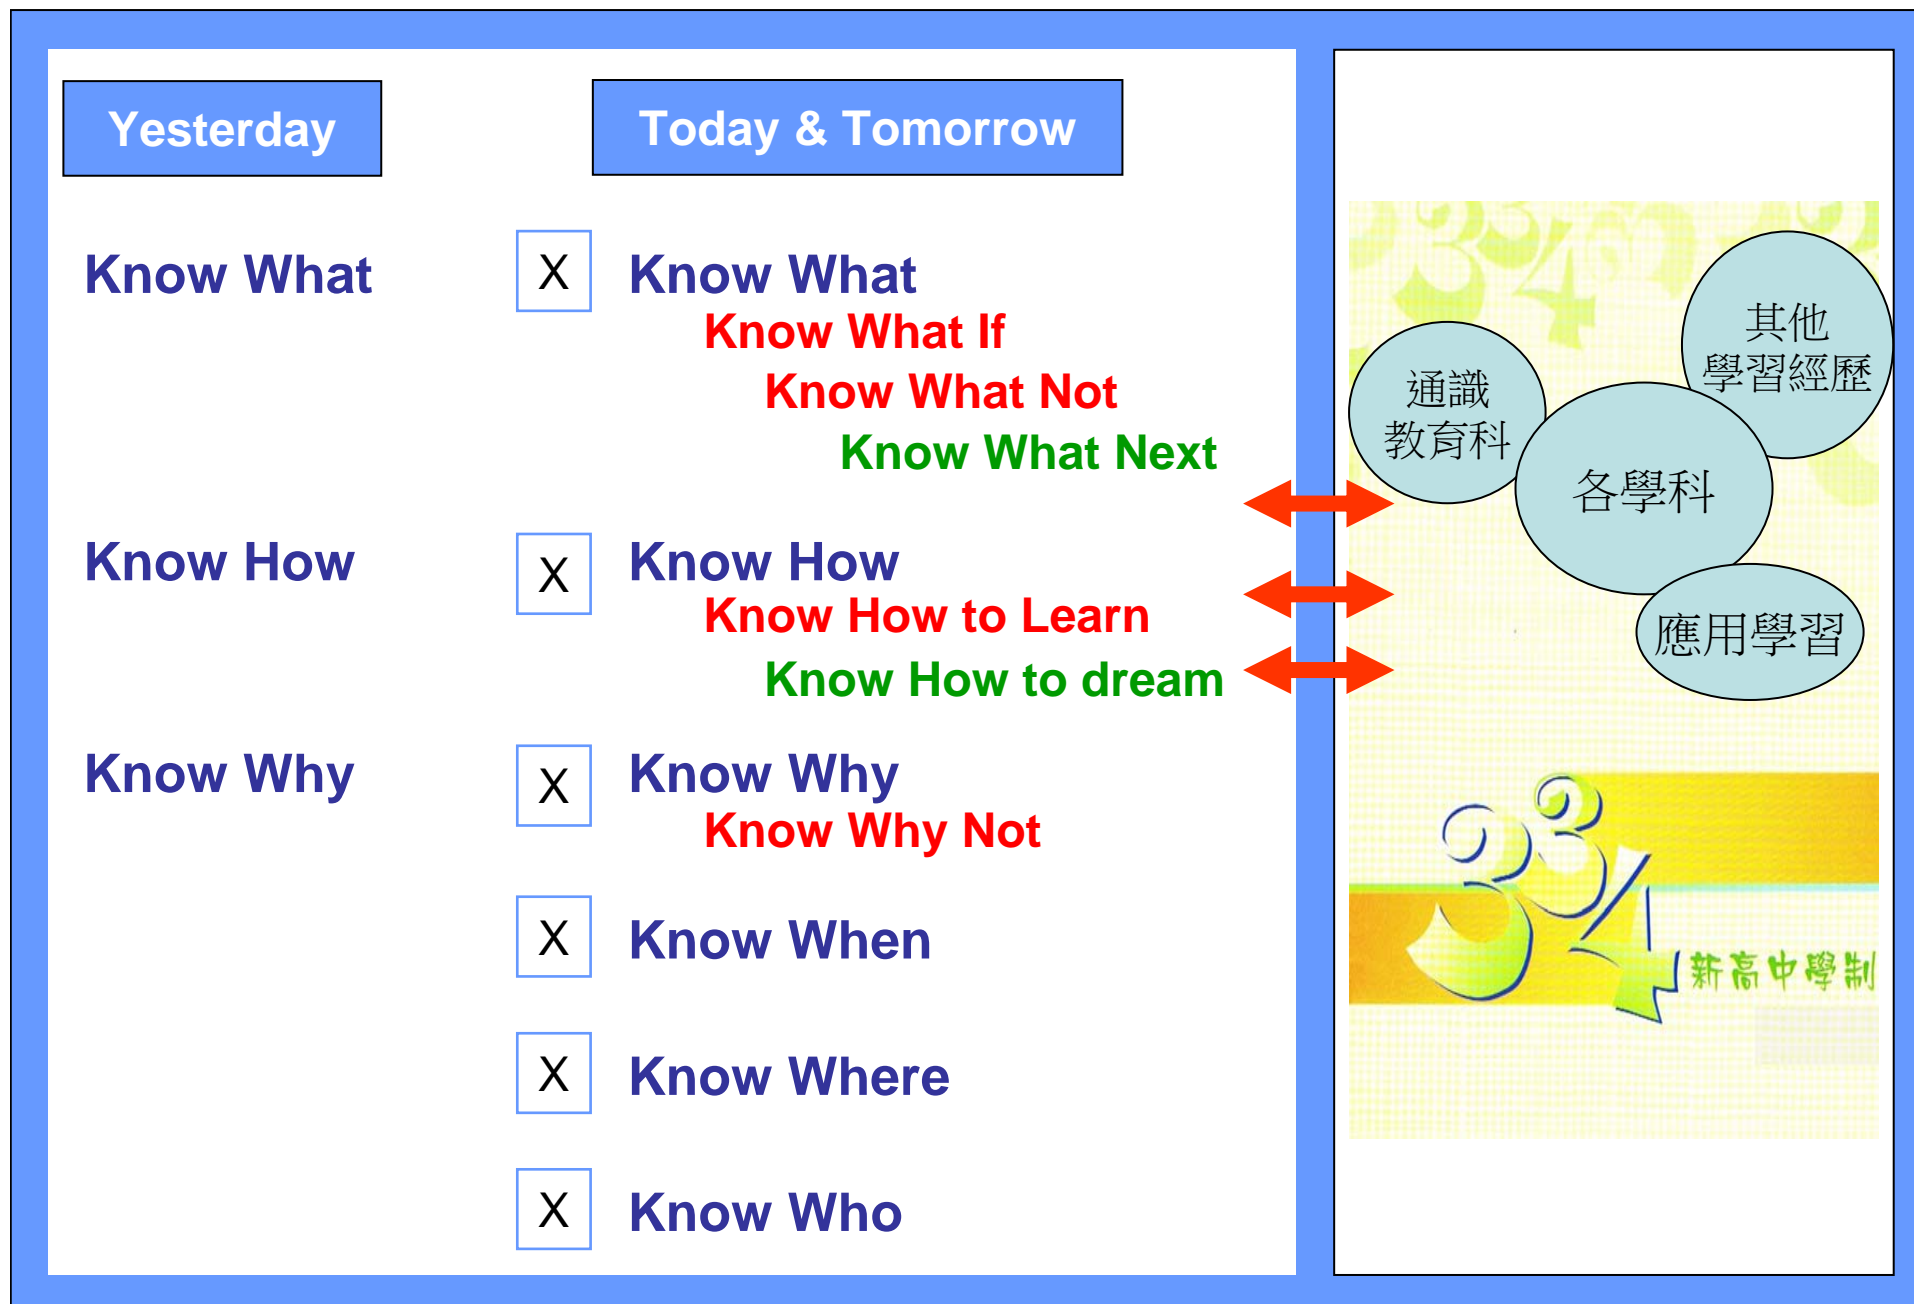 Yesterday
Today & Tomorrow
Know What
X
Know What
Know What If
Know What Not
Know What Next
Know How
X
Know How
Know How to Learn
Know How to dream
Know Why
X
Know Why
Know Why Not
X
Know When
X
Know Where
X
Know Who
其他
學習經歷
通識
教育科
各學科
應用學習
334
新高中學制